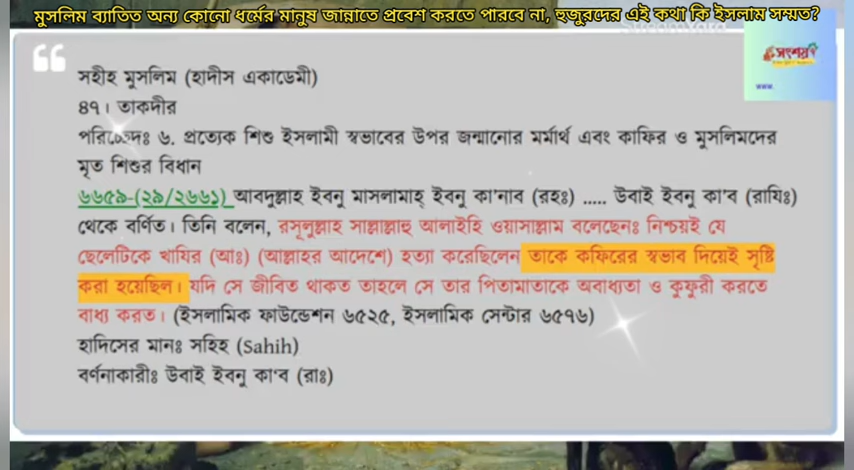 মুসলিম ব্যাতিত অন্য কোনো ধর্মের মানুষ জান্নাতে প্রবেশ করতে পারবে না, হুজুরদের এই কথা কি ইসলাম সম্মত?
সংশয়
www.
সহীহ মুসলিম (হাদীস একাডেমী)
৪৭। তাকদীর
পরিচ্ছেদঃ ৬. প্রত্যেক শিশু ইসলামী স্বভাবের উপর জন্মানোর মর্মার্থ এবং কাফির ও মুসলিমদের
মৃত শিশুর বিধান
৬৬৫৯-(২৯/২৬৬১) আবদুল্লাহ ইবনু মাসলামাহ্ ইবনু কা'নাব (রহঃ) ..... উবাই ইবনু কা'ব (রাযিঃ)
থেকে বর্ণিত। তিনি বলেন, রসূলুল্লাহ সাল্লাল্লাহু আলাইহি ওয়াসাল্লাম বলেছেনঃ নিশ্চয়ই যে
ছেলেটিকে খাযির (আঃ) (আল্লাহর আদেশে) হত্যা করেছিলেন তাকে কফিরের স্বভাব দিয়েই সৃষ্টি
করা হয়েছিল। যদি সে জীবিত থাকত তাহলে সে তার পিতামাতাকে অবাধ্যতা ও কুফুরী করতে
বাধ্য করত। (ইসলামিক ফাউন্ডেশন ৬৫২৫, ইসলামিক সেন্টার ৬৫৭৬)
হাদিসের মানঃ সহিহ (Sahih)
বর্ণনাকারীঃ উবাই ইবনু কা'ব (রাঃ)